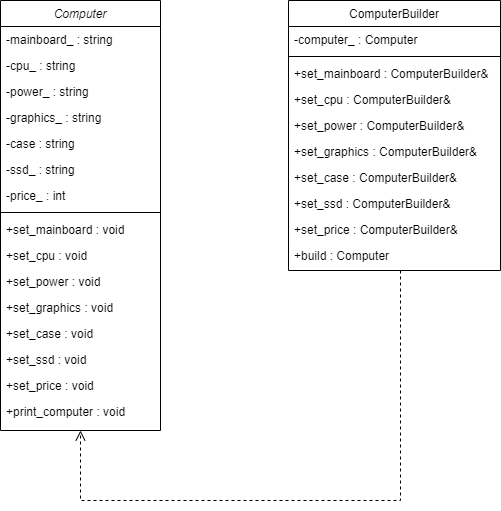 Computer
-mainboard_ : string
-cpu_ : string
-power_ : string
-graphics_ : string
-case : string
-ssd_ : string
-price_ : int
+set_mainboard : void
+set_cpu : void
+set_power : void
+set_graphics : void
+set_case : void
+set_ssd : void
+set_price : void
+print_computer : void
ComputerBuilder
-computer_ : Computer
+set_mainboard : ComputerBuilder&
+set_cpu : ComputerBuilder&
+set_power : ComputerBuilder&
+set_graphics : ComputerBuilder&
+set_case : ComputerBuilder&
+set_ssd : ComputerBuilder&
+set_price : ComputerBuilder&
+build : Computer